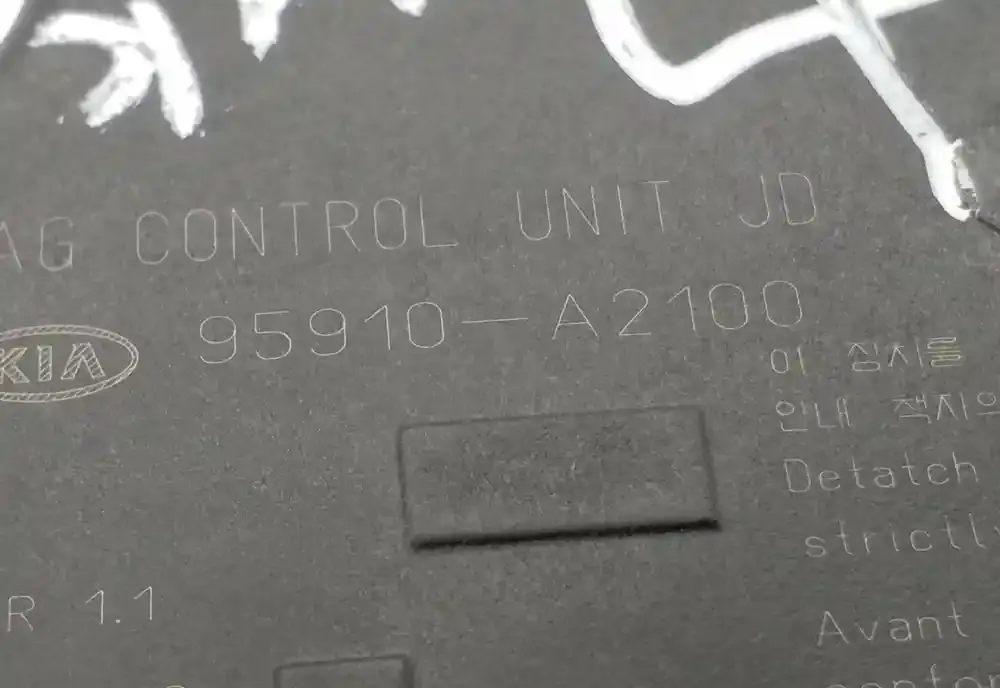 AG CONTROL UNIT JD
95910-A2100
KIA
이 장치를
안내 책자의
Detatch
strictly
R 1.1
Avant